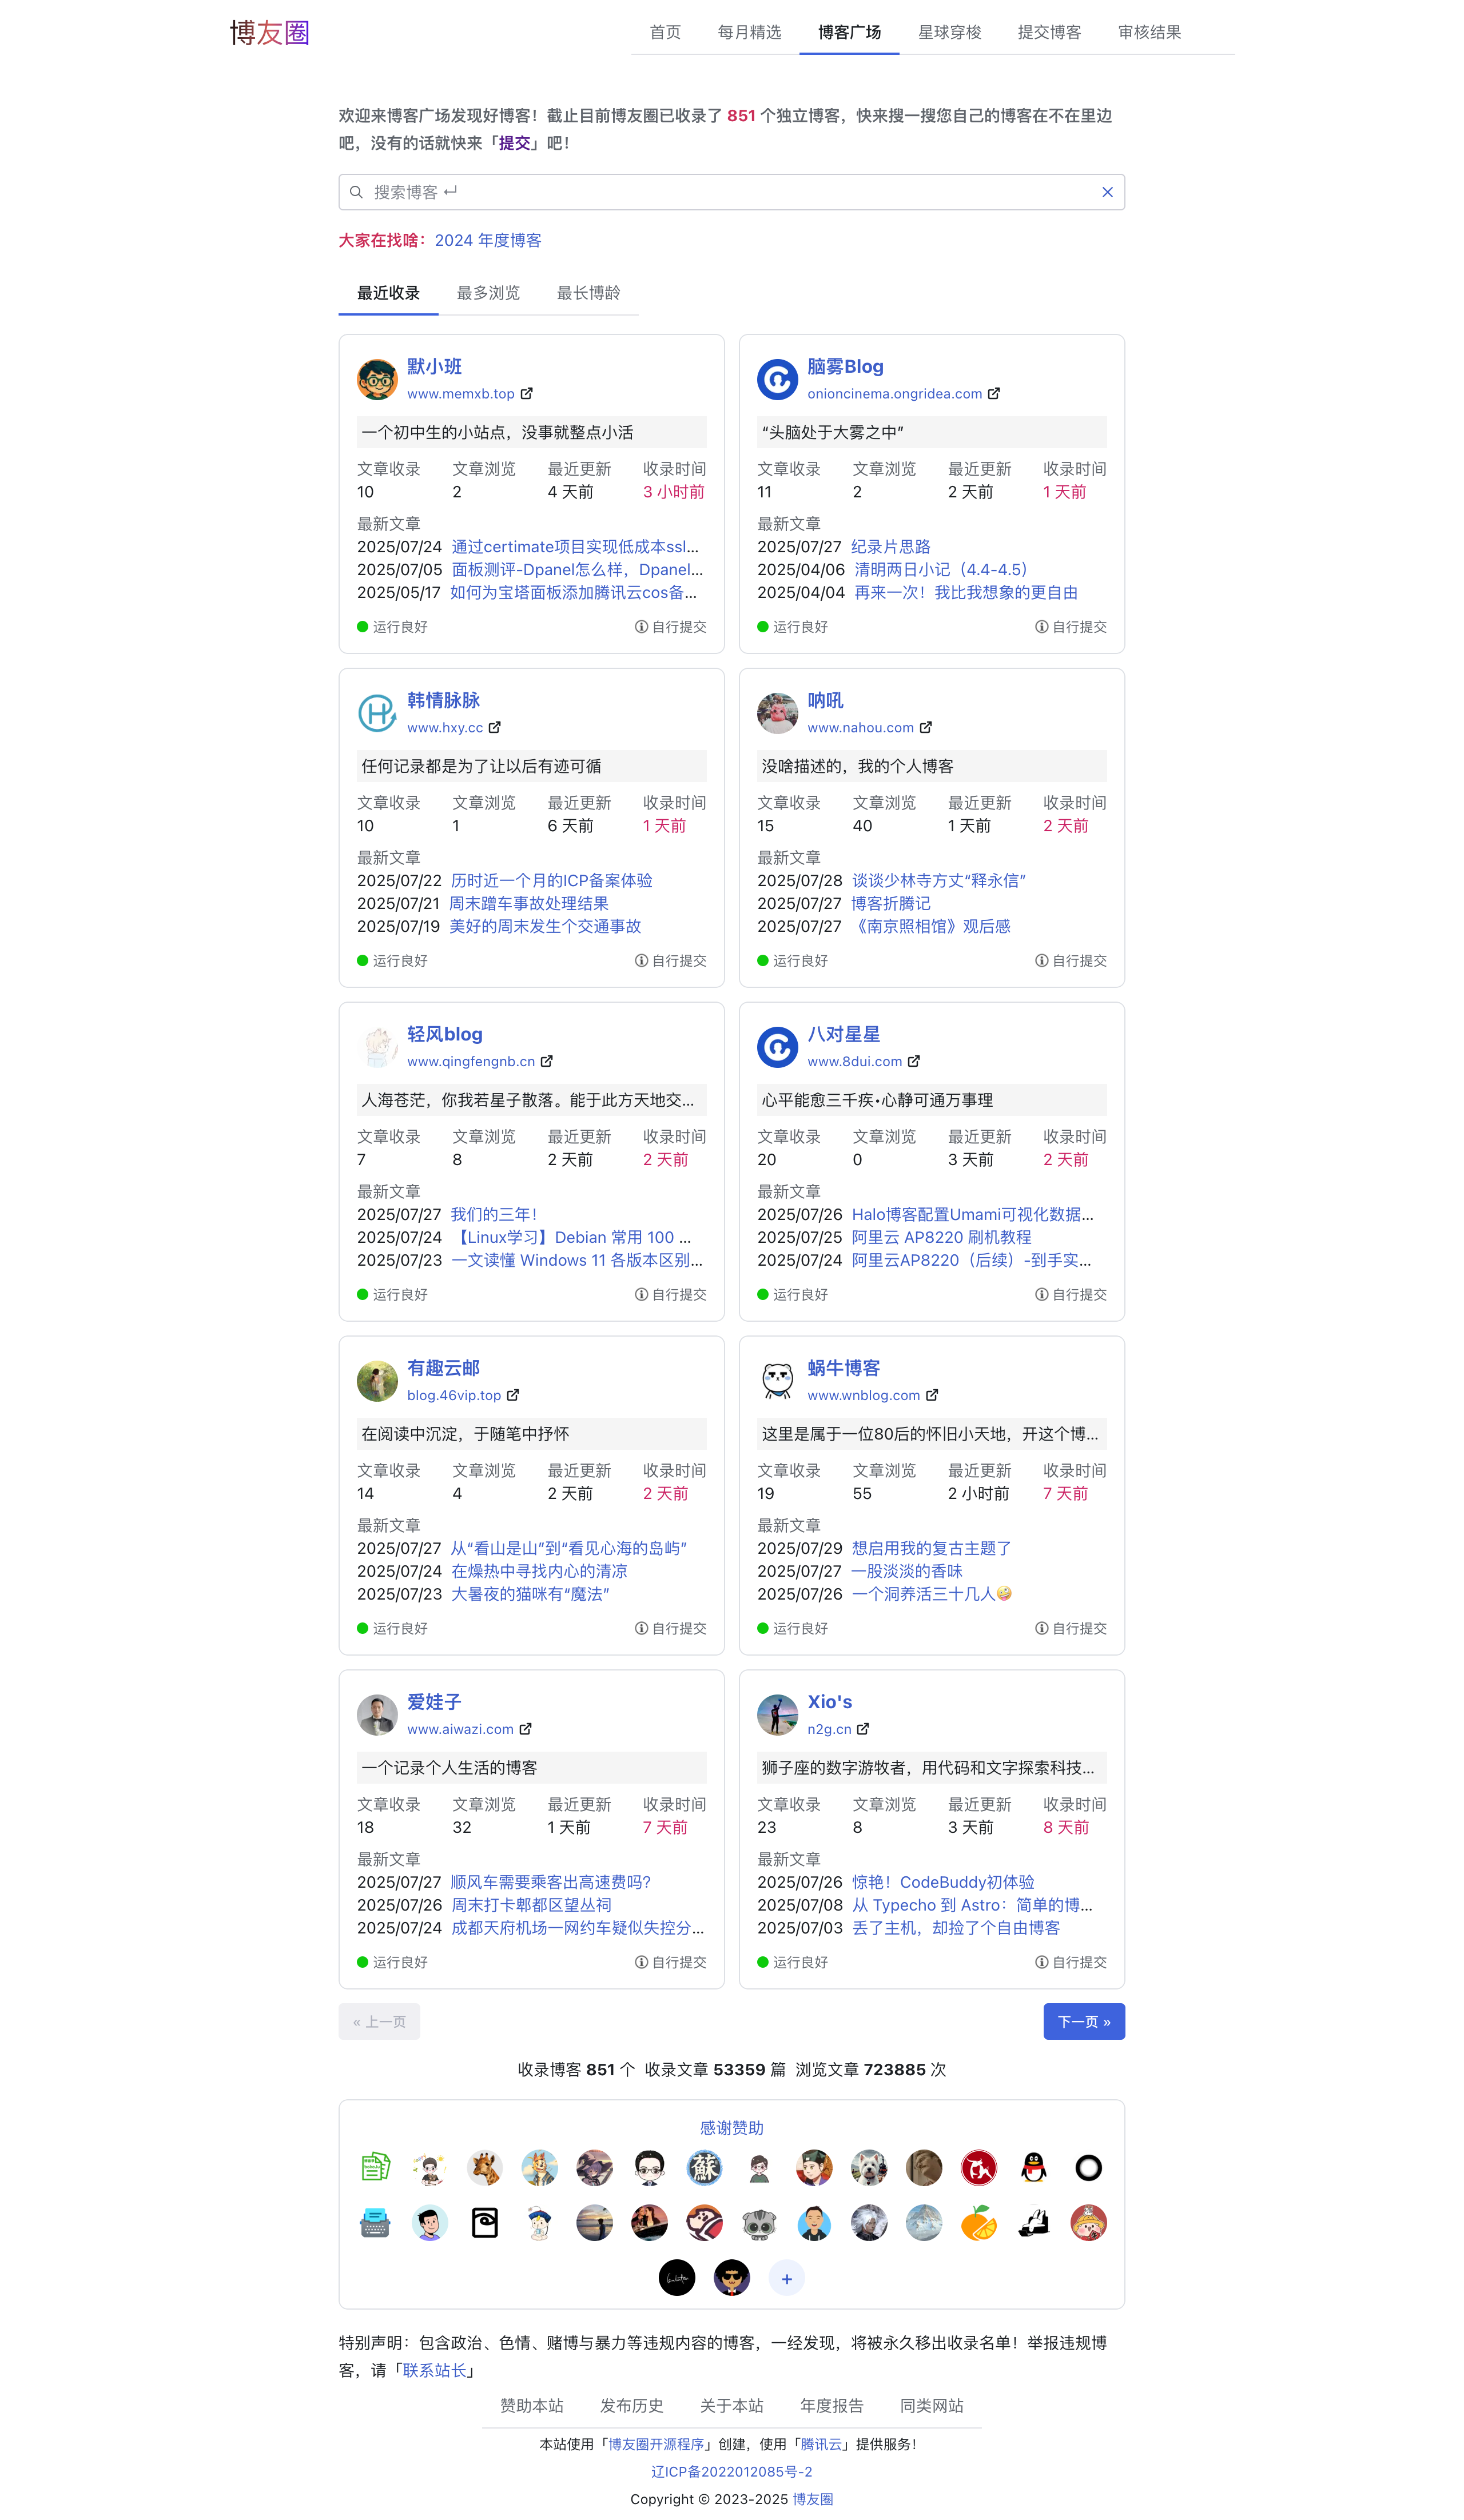 博友圈
首页 每月精选 博客广场 星球穿梭 提交博客 审核结果
欢迎来博客广场发现好博客！截止目前博友圈已收录了 851 个独立博客，快来搜一搜您自己的博客在不在里边
吧，没有的话就快来「提交」吧！
搜索博客 ↵
大家在找啥：2024 年度博客
最近收录 最多浏览 最长博龄
默小班
www.memxb.top
一个初中生的小站点，没事就整点小活
文章收录 文章浏览 最近更新 收录时间
10 2 4 天前 3 小时前
最新文章
2025/07/24 通过certimate项目实现低成本ssl...
2025/07/05 面板测评-Dpanel怎么样，Dpanel...
2025/05/17 如何为宝塔面板添加腾讯云cos备...
运行良好 自行提交
脑雾Blog
onioncinema.ongridea.com
“头脑处于大雾之中”
文章收录 文章浏览 最近更新 收录时间
11 2 2 天前 1 天前
最新文章
2025/07/27 纪录片思路
2025/04/06 清明两日小记（4.4-4.5）
2025/04/04 再来一次！我比我想象的更自由
运行良好 自行提交
韩情脉脉
www.hxy.cc
任何记录都是为了让以后有迹可循
文章收录 文章浏览 最近更新 收录时间
10 1 6 天前 1 天前
最新文章
2025/07/22 历时近一个月的ICP备案体验
2025/07/21 周末蹭车事故处理结果
2025/07/19 美好的周末发生个交通事故
运行良好 自行提交
呐吼
www.nahou.com
没啥描述的，我的个人博客
文章收录 文章浏览 最近更新 收录时间
15 40 1 天前 2 天前
最新文章
2025/07/28 谈谈少林寺方丈“释永信”
2025/07/27 博客折腾记
2025/07/27 《南京照相馆》观后感
运行良好 自行提交
轻风blog
www.qingfengnb.cn
人海苍茫，你我若星子散落。能于此方天地交...
文章收录 文章浏览 最近更新 收录时间
7 8 2 天前 2 天前
最新文章
2025/07/27 我们的三年！
2025/07/24 【Linux学习】Debian 常用 100 ...
2025/07/23 一文读懂 Windows 11 各版本区别...
运行良好 自行提交
八对星星
www.8dui.com
心平能愈三千疾•心静可通万事理
文章收录 文章浏览 最近更新 收录时间
20 0 3 天前 2 天前
最新文章
2025/07/26 Halo博客配置Umami可视化数据...
2025/07/25 阿里云 AP8220 刷机教程
2025/07/24 阿里云AP8220（后续）-到手实...
运行良好 自行提交
有趣云邮
blog.46vip.top
在阅读中沉淀，于随笔中抒怀
文章收录 文章浏览 最近更新 收录时间
14 4 2 天前 2 天前
最新文章
2025/07/27 从“看山是山”到“看见心海的岛屿”
2025/07/24 在燥热中寻找内心的清凉
2025/07/23 大暑夜的猫咪有“魔法”
运行良好 自行提交
蜗牛博客
www.wnblog.com
这里是属于一位80后的怀旧小天地，开这个博...
文章收录 文章浏览 最近更新 收录时间
19 55 2 小时前 7 天前
最新文章
2025/07/29 想启用我的复古主题了
2025/07/27 一股淡淡的香味
2025/07/26 一个洞养活三十几人🤪
运行良好 自行提交
爱娃子
www.aiwazi.com
一个记录个人生活的博客
文章收录 文章浏览 最近更新 收录时间
18 32 1 天前 7 天前
最新文章
2025/07/27 顺风车需要乘客出高速费吗?
2025/07/26 周末打卡郫都区望丛祠
2025/07/24 成都天府机场一网约车疑似失控分...
运行良好 自行提交
Xio's
n2g.cn
狮子座的数字游牧者，用代码和文字探索科技...
文章收录 文章浏览 最近更新 收录时间
23 8 3 天前 8 天前
最新文章
2025/07/26 惊艳！CodeBuddy初体验
2025/07/08 从 Typecho 到 Astro：简单的博...
2025/07/03 丢了主机，却捡了个自由博客
运行良好 自行提交
« 上一页 下一页 »
收录博客 851 个 收录文章 53359 篇 浏览文章 723885 次
感谢赞助
蘇
+
特别声明：包含政治、色情、赌博与暴力等违规内容的博客，一经发现，将被永久移出收录名单！举报违规博
客，请「联系站长」
赞助本站 发布历史 关于本站 年度报告 同类网站
本站使用「博友圈开源程序」创建，使用「腾讯云」提供服务！
辽ICP备2022012085号-2
Copyright © 2023-2025 博友圈